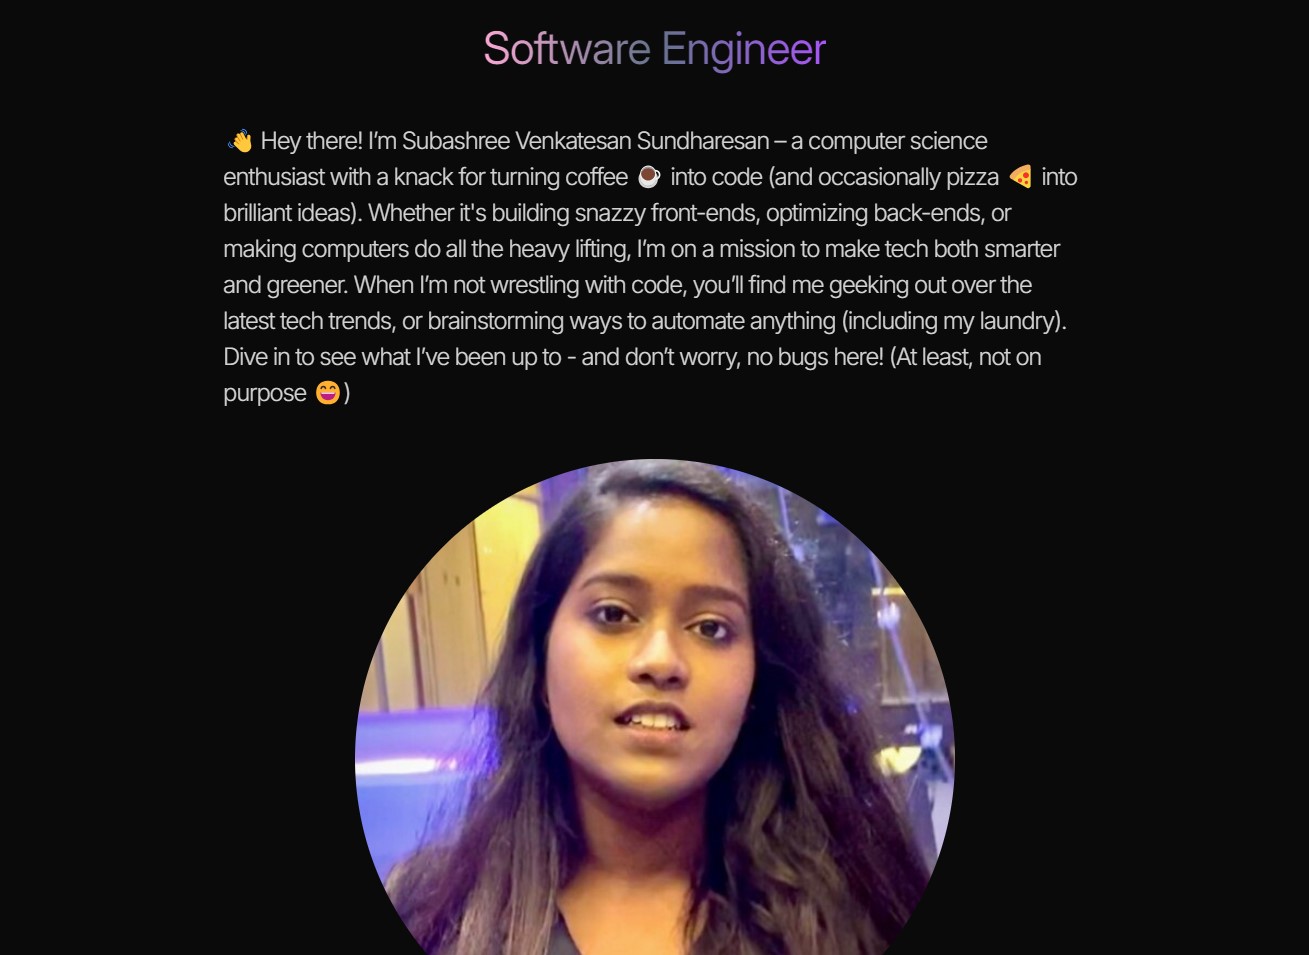 Software Engineer
👋 Hey there! I’m Subashree Venkatesan Sundharesan – a computer science
enthusiast with a knack for turning coffee ☕ into code (and occasionally pizza 🍕 into
brilliant ideas). Whether it's building snazzy front-ends, optimizing back-ends, or
making computers do all the heavy lifting, I’m on a mission to make tech both smarter
and greener. When I’m not wrestling with code, you’ll find me geeking out over the
latest tech trends, or brainstorming ways to automate anything (including my laundry).
Dive in to see what I’ve been up to - and don’t worry, no bugs here! (At least, not on
purpose 😄)